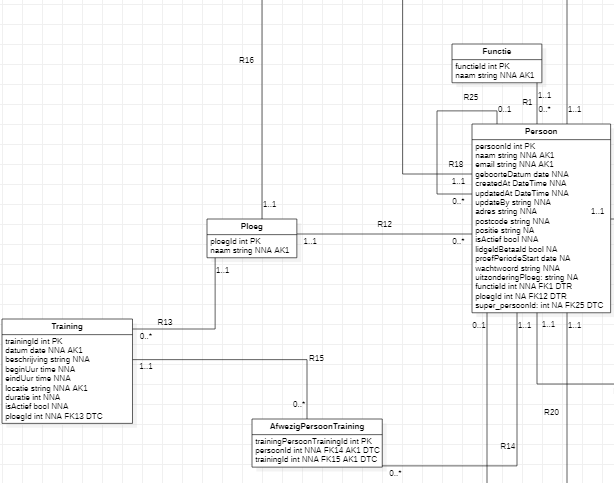 R16
Functie
functieId int PK
naam string NNA AK1
R25
0..1
R1
1..1
0..*
1..1
Persoon
persoonId int PK
naam string NNA AK1
email string NNA AK1
geboorteDatum date NNA
createdAt DateTime NNA
updatedAt DateTime NNA
updateBy string NNA
adres string NNA
postcode string NNA
positie string NA
isActief bool NNA
lidgeldBetaald bool NA
proefPeriodeStart date NA
wachtwoord string NNA
uitzonderingPloeg: string NA
functieId int NNA FK1 DTR
ploegId int NA FK12 DTR
super_persoonId: int NA FK25 DTC
R18
1..1
0..*
1..1
1..1
Ploeg
ploegId int PK
naam string NNA AK1
R12
1..1
0..*
1..1
R13
0..*
Training
trainingId int PK
datum date NNA AK1
beschrijving string NNA
beginUur time NNA
eindUur time NNA
locatie string NNA AK1
duratie int NNA
isActief bool NNA
ploegId int NNA FK13 DTC
1..1
R15
0..*
AfwezigPersoonTraining
trainingPersoonTrainingId int PK
persoonId int NNA FK14 AK1 DTC
trainingId int NNA FK15 AK1 DTC
0..*
R14
0..1
1..1
1..1
1..1
R20